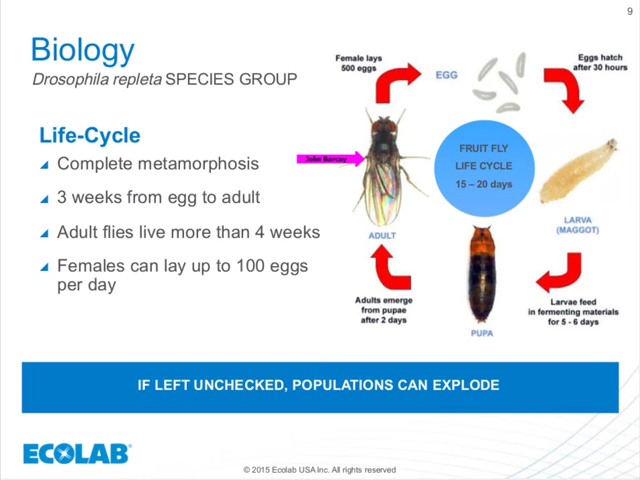 9
Biology
Drosophila repleta SPECIES GROUP
Life-Cycle
Complete metamorphosis
3 weeks from egg to adult
Adult flies live more than 4 weeks
Females can lay up to 100 eggs
per day
Female lays
500 eggs
EGG
Eggs hatch
after 30 hours
John Barcay
FRUIT FLY
LIFE CYCLE
15 – 20 days
LARVA
(MAGGOT)
ADULT
Adults emerge
from pupae
after 2 days
PUPA
Larvae feed
in fermenting materials
for 5 - 6 days
IF LEFT UNCHECKED, POPULATIONS CAN EXPLODE
ECOLAB®
© 2015 Ecolab USA Inc. All rights reserved